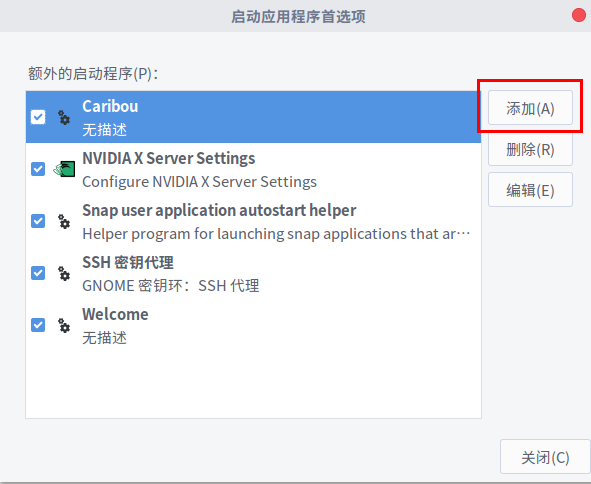 启动应用程序首选项
额外的启动程序(P)：
Caribou
无描述
添加(A)
NVIDIA X Server Settings
Configure NVIDIA X Server Settings
删除(R)
编辑(E)
Snap user application autostart helper
Helper program for launching snap applications that ar…
SSH 密钥代理
GNOME 密钥环：SSH 代理
Welcome
无描述
关闭(C)